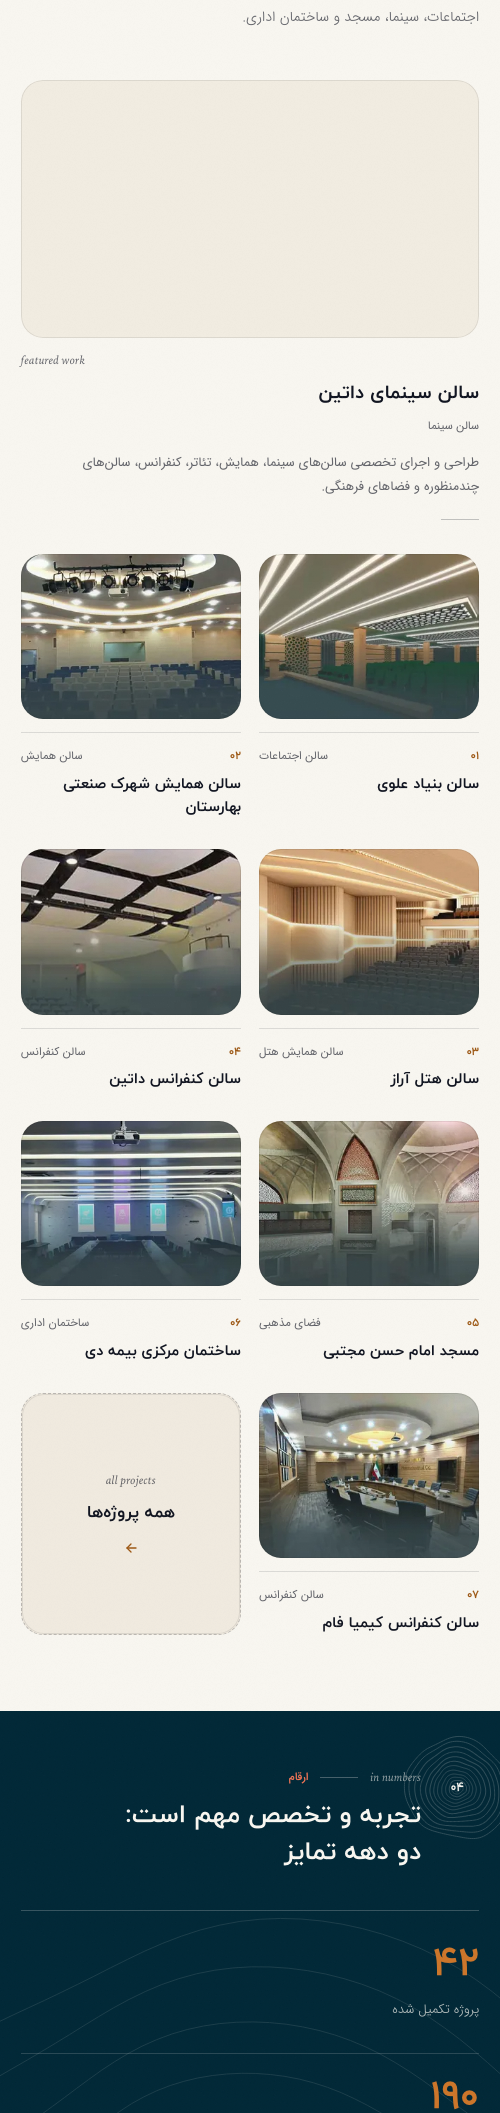 اجتماعات، سینما، مسجد و ساختمان اداری.
featured work
سالن سینمای داتین
سالن سینما
طراحی و اجرای تخصصی سالن‌های سینما، همایش، تئاتر، کنفرانس، سالن‌های
چندمنظوره و فضاهای فرهنگی.
۰۱ سالن اجتماعات
سالن بنیاد علوی
۰۲ سالن همایش
سالن همایش شهرک صنعتی
بهارستان
۰۳ سالن همایش هتل
سالن هتل آراز
۰۴ سالن کنفرانس
سالن کنفرانس داتین
۰۵ فضای مذهبی
مسجد امام حسن مجتبی
۰۶ ساختمان اداری
ساختمان مرکزی بیمه دی
۰۷ سالن کنفرانس
سالن کنفرانس کیمیا فام
all projects
همه پروژه‌ها
←
۰۴
in numbers ارقام
تجربه و تخصص مهم است:
دو دهه تمایز
۴۲
پروژه تکمیل شده
۱۹۰